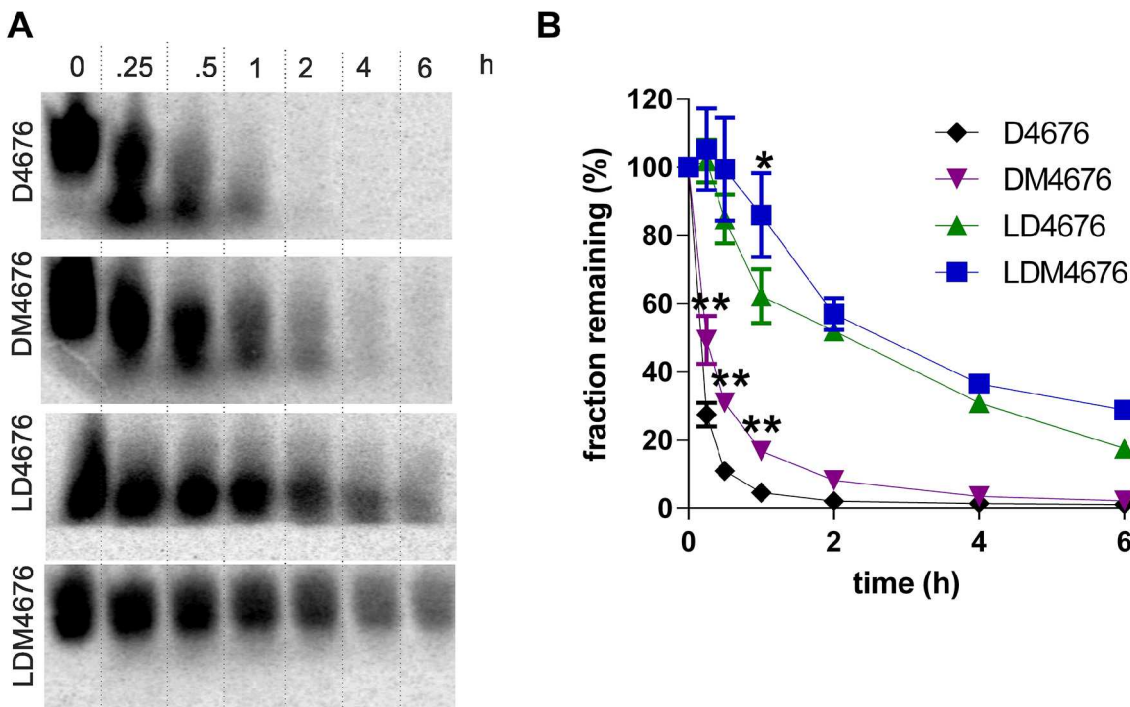 A
0 .25 .5 1 2 4 6 h
D4676
DM4676
LD4676
LDM4676
B
fraction remaining (%)
120
100
80
60
40
20
0
0 2 4 6
time (h)
*
**
**
**
D4676
DM4676
LD4676
LDM4676